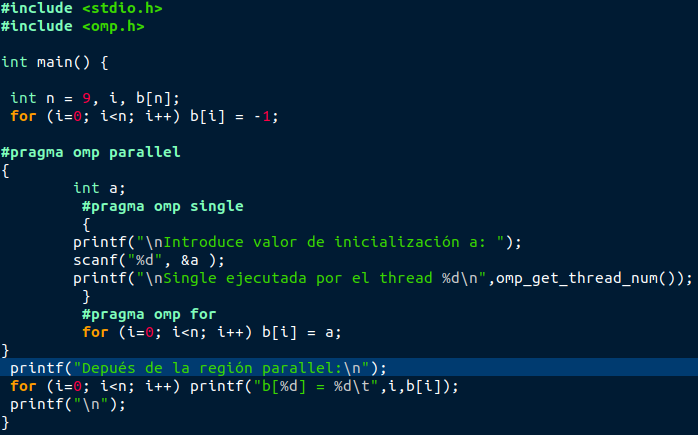 #include <stdio.h>
#include <omp.h>

int main() {

 int n = 9, i, b[n];
 for (i=0; i<n; i++) b[i] = -1;

#pragma omp parallel
{
        int a;
         #pragma omp single
         {
        printf("\nIntroduce valor de inicialización a: ");
        scanf("%d", &a );
        printf("\nSingle ejecutada por el thread %d\n",omp_get_thread_num());
         }
         #pragma omp for
         for (i=0; i<n; i++) b[i] = a;
}
 printf("Depués de la región parallel:\n");
 for (i=0; i<n; i++) printf("b[%d] = %d\t",i,b[i]);
 printf("\n");
}